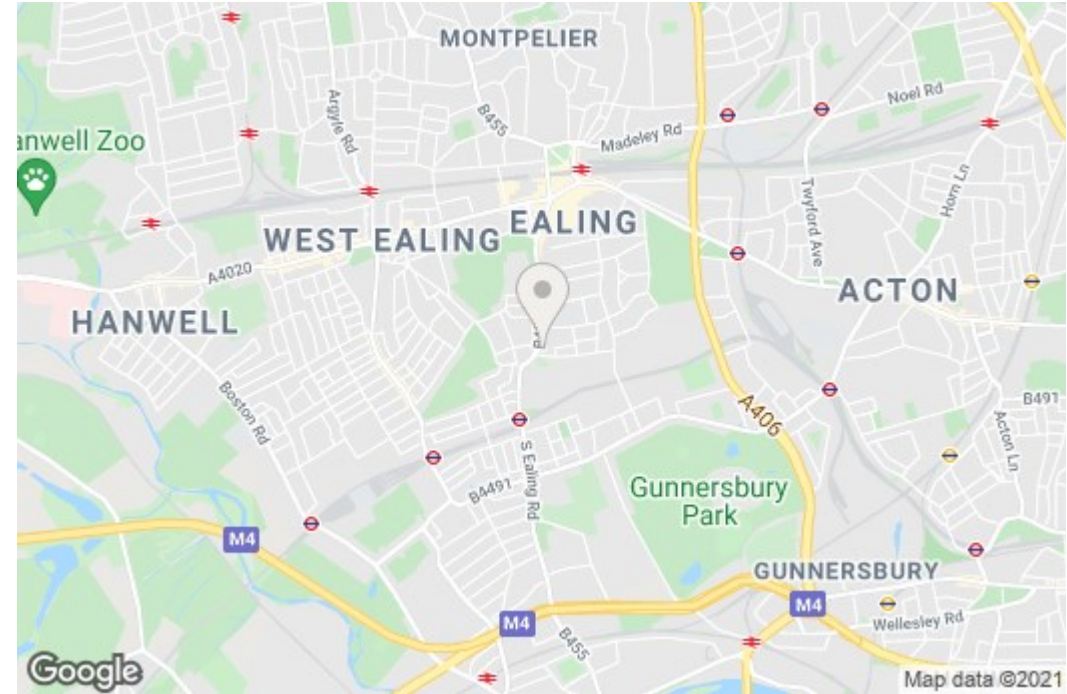 MONTPELIER
Noel Rd
Argyle Rd
B455
Madeley Rd
anwell Zoo
Horn Ln
Twyford Ave
EALING
WEST EALING
A4020
ACTON
HANWELL
Rd
Boston Rd
A406
B491
Acton Ln
S Ealing Rd
B4491
Gunnersbury
Park
M4
GUNNERSBURY
M4
M4
Wellesley Rd
B455
Google
Map data ©2021